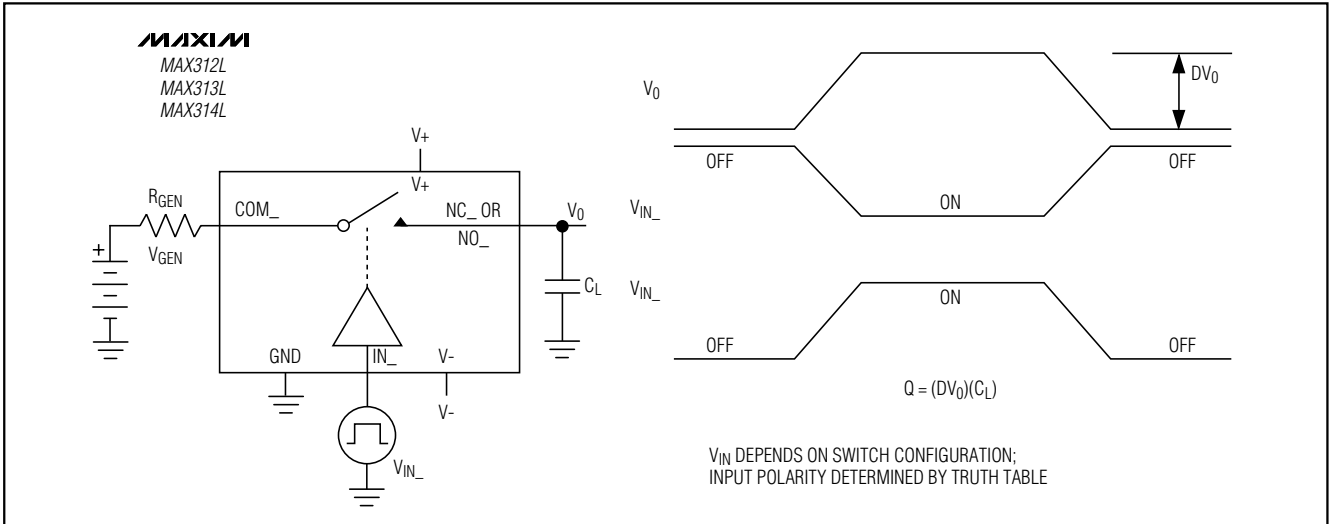 MAXIM
MAX312L
MAX313L
MAX314L
V+
V+
RGEN
COM_
NC_ OR
NO_
V0
VGEN
+
CL
GND
IN_
V-
V-
VIN_
V0
DV0
OFF
OFF
VIN_
ON
VIN_
ON
OFF
OFF
Q = (DV0)(CL)
VIN DEPENDS ON SWITCH CONFIGURATION;
INPUT POLARITY DETERMINED BY TRUTH TABLE